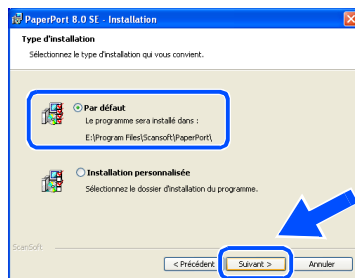 PaperPort 8.0 SE - Installation
Type d'installation
Sélectionnez le type d'installation qui vous convient.
Par défaut
Le programme sera installé dans :
E:\Program Files\Scansoft\PaperPort\
Installation personnalisée
Sélectionnez le dossier d'installation du programme.
ScanSoft
< Précédent
Suivant >
Annuler